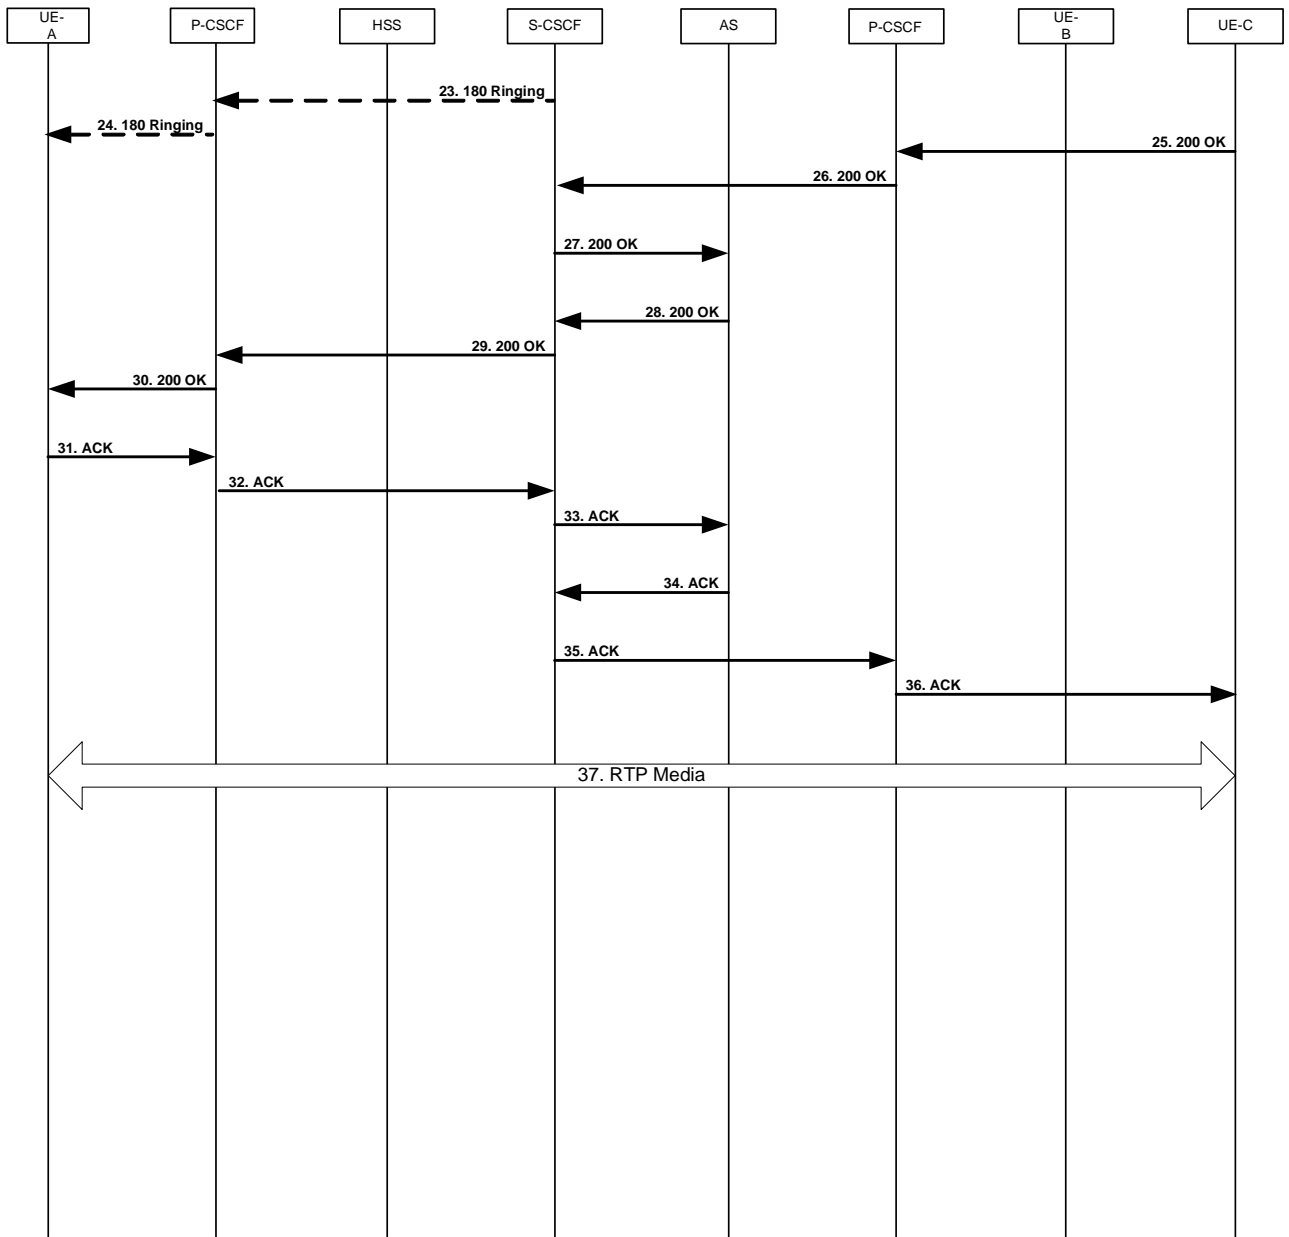 UE-
A
P-CSCF
HSS
S-CSCF
AS
P-CSCF
UE-
B
UE-C
23. 180 Ringing
24. 180 Ringing
25. 200 OK
26. 200 OK
27. 200 OK
28. 200 OK
29. 200 OK
30. 200 OK
31. ACK
32. ACK
33. ACK
34. ACK
35. ACK
36. ACK
37. RTP Media